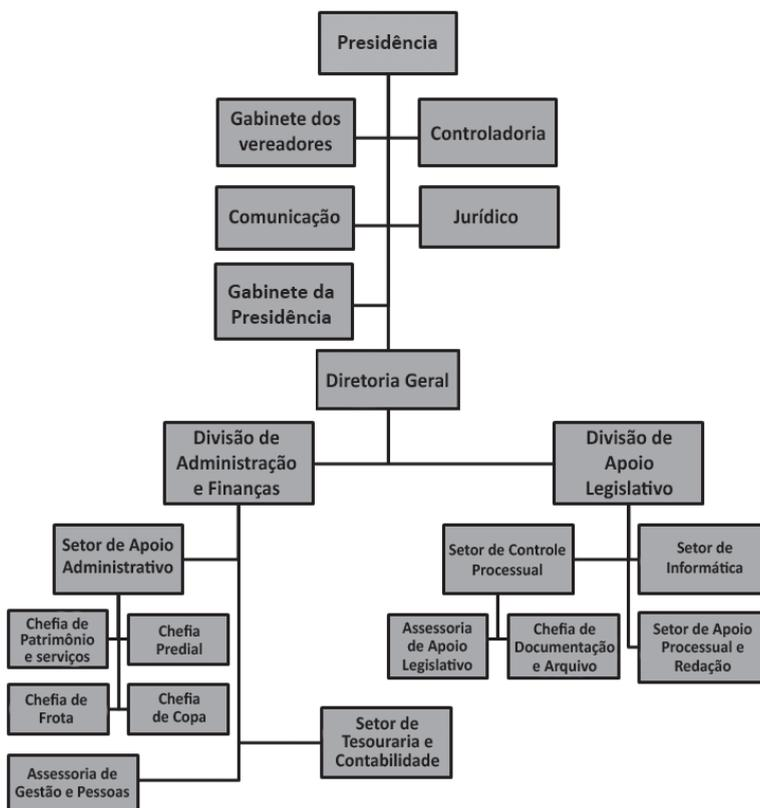 Presidência
Gabinete dos
vereadores
Controladoria
Comunicação
Jurídico
Gabinete da
Presidência
Diretoria Geral
Divisão de
Administração
e Finanças
Divisão de
Apoio
Legislativo
Setor de Apoio
Administrativo
Setor de Controle
Processual
Setor de
Informática
Chefia de
Patrimônio
e serviços
Chefia
Predial
Assessoria
de Apoio
Legislativo
Chefia de
Documentação
e Arquivo
Setor de Apoio
Processual e
Redação
Chefia de
Frota
Chefia
de Copa
Setor de
Tesouraria e
Contabilidade
Assessoria de
Gestão e Pessoas